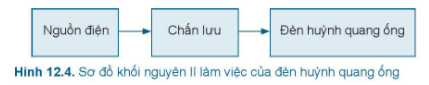 Nguồn điện
Chấn lưu
Đèn huỳnh quang ống
Hình 12.4. Sơ đồ khối nguyên lí làm việc của đèn huỳnh quang ống